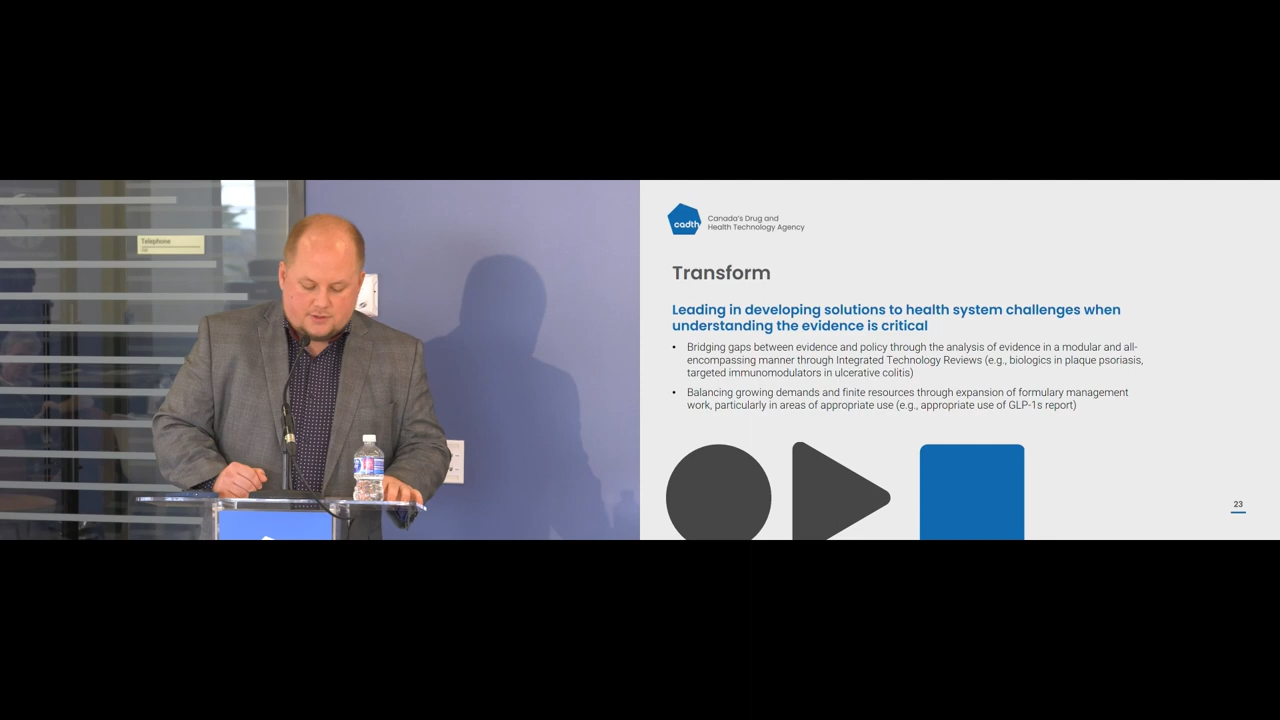 Telephone
cadth
Canada's Drug and
Health Technology Agency
Transform
Leading in developing solutions to health system challenges when
understanding the evidence is critical
• Bridging gaps between evidence and policy through the analysis of evidence in a modular and all-
encompassing manner through Integrated Technology Reviews (e.g., biologics in plaque psoriasis,
targeted immunomodulators in ulcerative colitis)
• Balancing growing demands and finite resources through expansion of formulary management
work, particularly in areas of appropriate use (e.g., appropriate use of GLP-1s report)
23